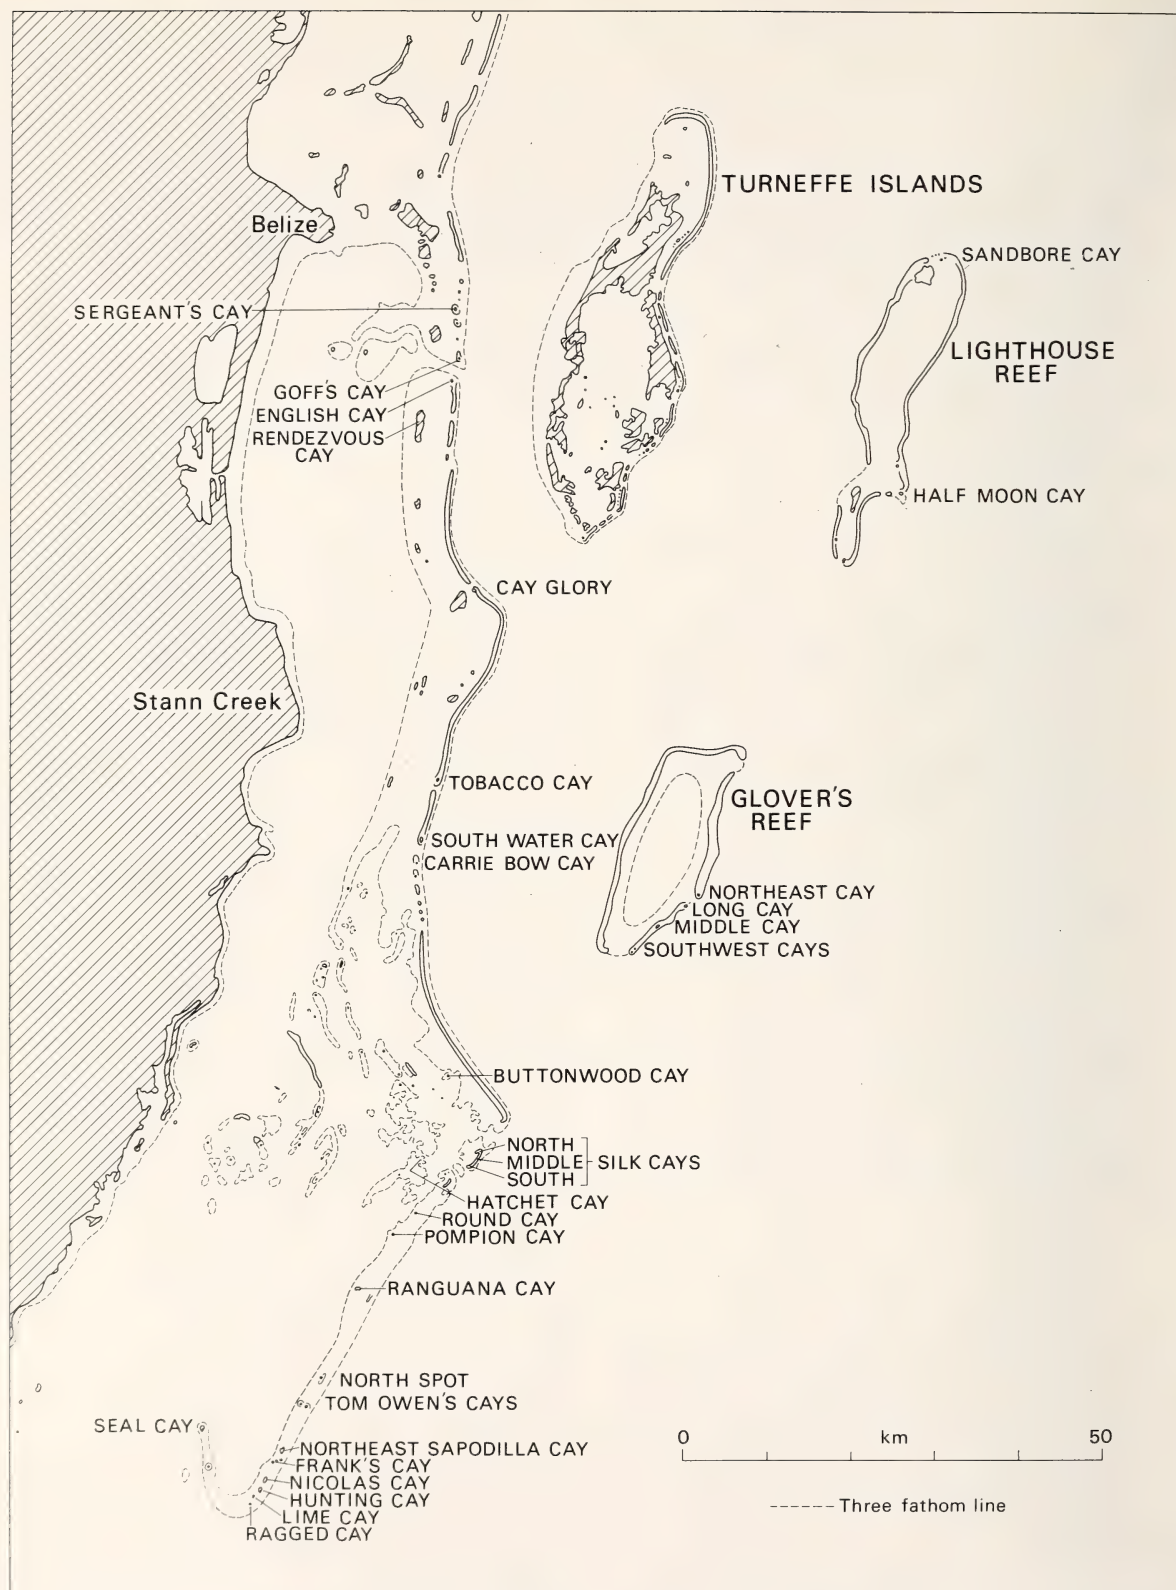 TURNEFFE ISLANDS
Belize
SANDBORE CAY
SERGEANT'S CAY
LIGHTHOUSE
REEF
GOFF'S CAY
ENGLISH CAY
RENDEZVOUS
CAY
HALF MOON CAY
CAY GLORY
Stann Creek
TOBACCO CAY
GLOVER'S
REEF
SOUTH WATER CAY
CARRIE BOW CAY
NORTHEAST CAY
LONG CAY
MIDDLE CAY
SOUTHWEST CAYS
BUTTONWOOD CAY
NORTH
MIDDLE
SOUTH
SILK CAYS
HATCHET CAY
ROUND CAY
POMPION CAY
RANGUANA CAY
NORTH SPOT
TOM OWEN'S CAYS
SEAL CAY
NORTHEAST SAPODILLA CAY
FRANK'S CAY
NICOLAS CAY
HUNTING CAY
LIME CAY
RAGGED CAY
0 km 50
Three fathom line